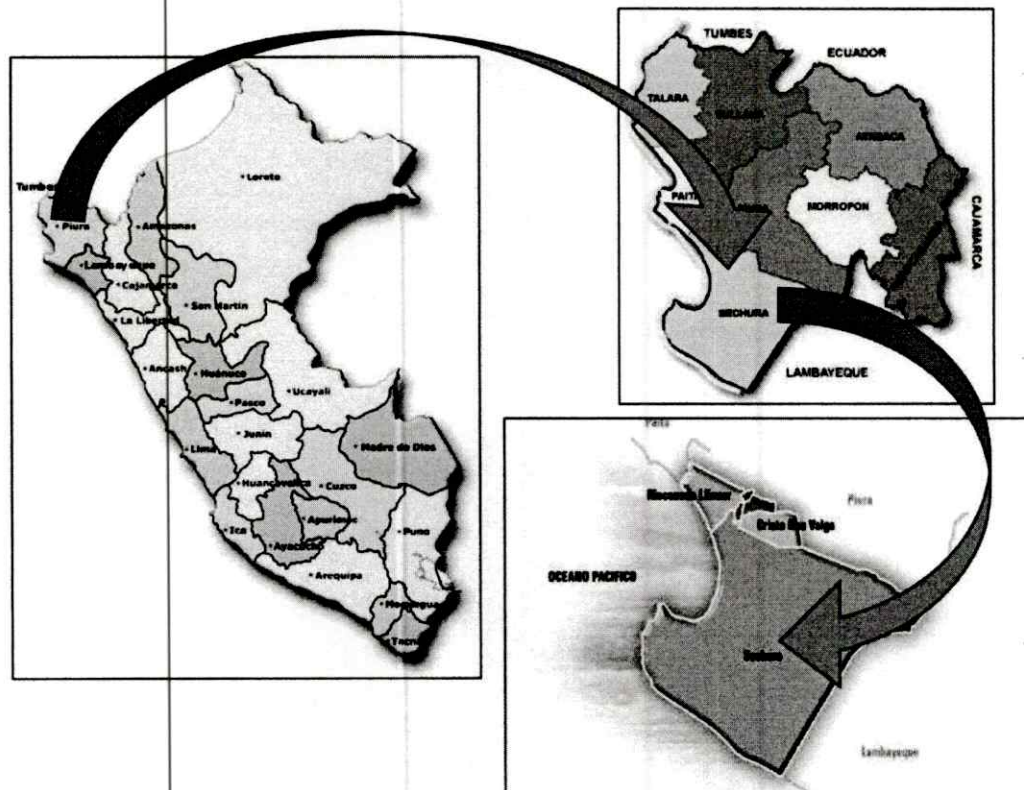 Loreto
Piura
Amazonas
Lambayeque
Cajamarca
San Martin
La Libertad
Ancash
Huánuco
Ucayali
Pasco
Junin
Madre de Dios
Lima
Huancavelica
Cuzco
Apurimac
Ica
Puno
Ayacucho
Arequipa
Moquegua
Tacna
TUMBES
ECUADOR
TALARA
SULLANA
AYABACA
PAITA
MORROPON
CAJAMARCA
SECHURA
LAMBAYEQUE
Paita
Piura
Cristo Nos Valga
OCEANO PACIFICO
Sechura
Lambayeque